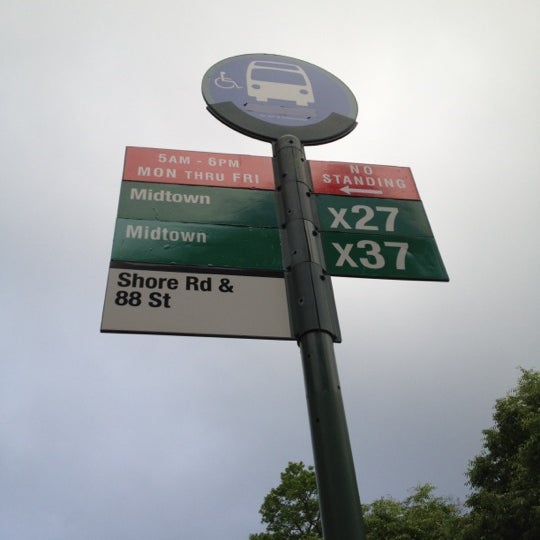 5AM - 6PM
MON THRU FRI
NO
STANDING
Midtown
X27
Midtown
X37
Shore Rd &
88 St